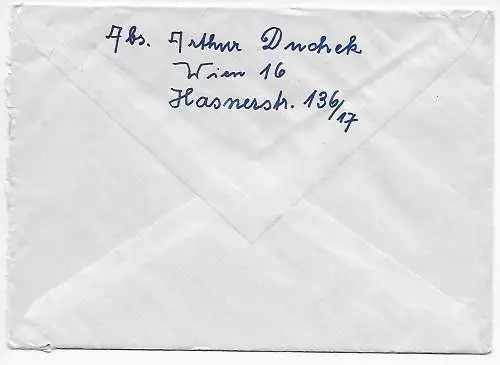 Abs. Arthur Duchek
Wien 16
Hasnerstr. 136/17